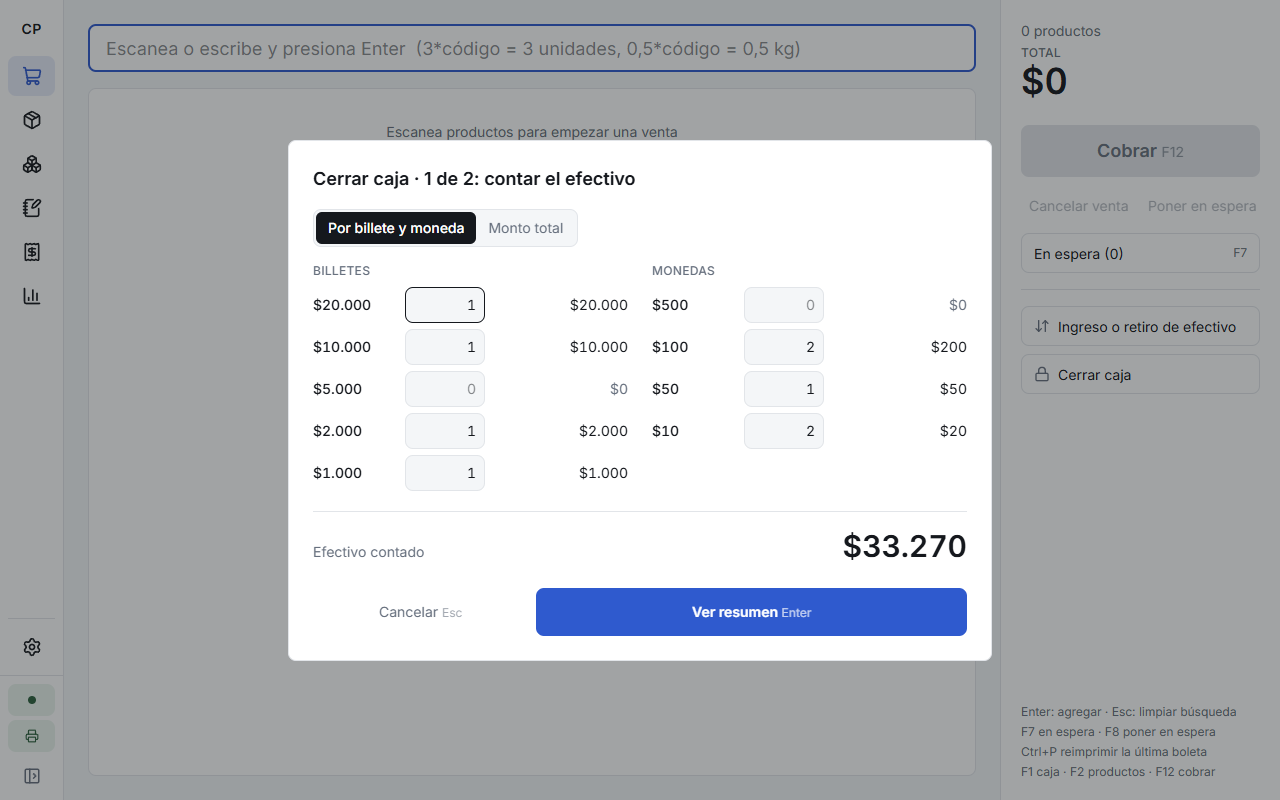 CP
Escanea o escribe y presiona Enter (3*código = 3 unidades, 0,5*código = 0,5 kg)
Escanea productos para empezar una venta
Cerrar caja · 1 de 2: contar el efectivo
Por billete y moneda Monto total
BILLETES MONEDAS
$20.000 1 $20.000 $500 0 $0
$10.000 1 $10.000 $100 2 $200
$5.000 0 $0 $50 1 $50
$2.000 1 $2.000 $10 2 $20
$1.000 1 $1.000
Efectivo contado $33.270
Cancelar Esc Ver resumen Enter
0 productos
TOTAL
$0
Cobrar F12
Cancelar venta Poner en espera
En espera (0) F7
Ingreso o retiro de efectivo
Cerrar caja
Enter: agregar · Esc: limpiar búsqueda
F7 en espera · F8 poner en espera
Ctrl+P reimprimir la última boleta
F1 caja · F2 productos · F12 cobrar